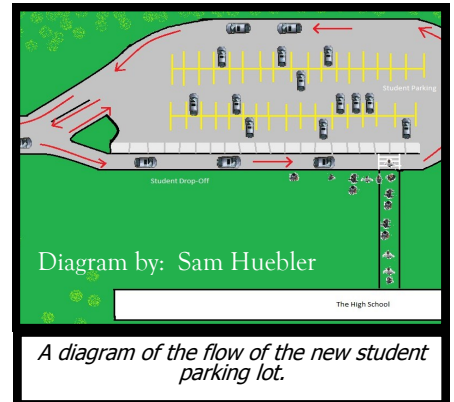 Student Parking
Student Drop-Off
Diagram by:  Sam Huebler
The High School
A diagram of the flow of the new student
parking lot.